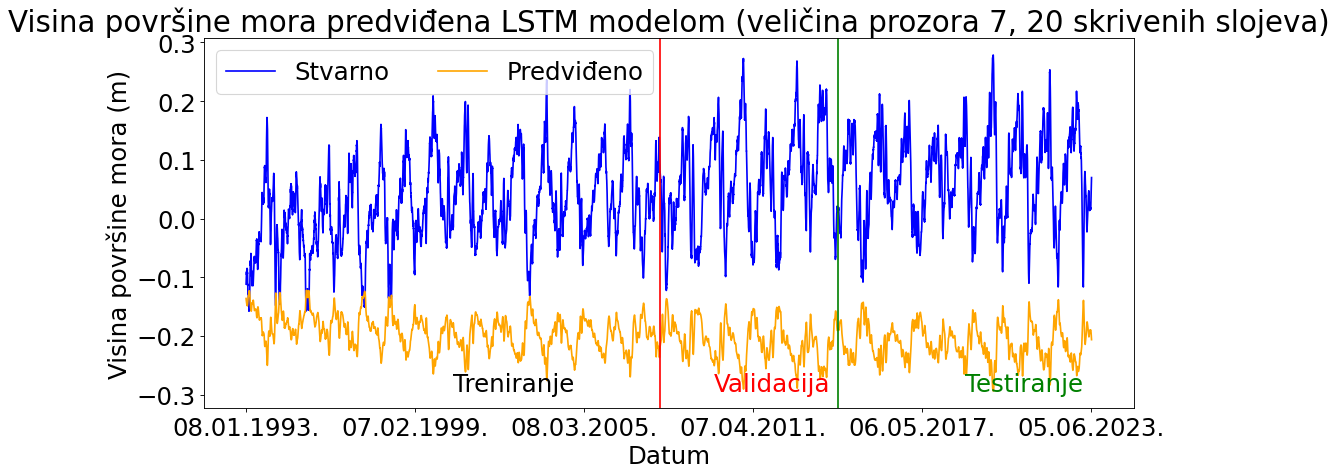 Visina površine mora predviđena LSTM modelom (veličina prozora 7, 20 skrivenih slojeva)
Stvarno
Predviđeno
Visina površine mora (m)
0.3
0.2
0.1
0.0
−0.1
−0.2
−0.3
Treniranje
Validacija
Testiranje
08.01.1993.
07.02.1999.
08.03.2005.
07.04.2011.
06.05.2017.
05.06.2023.
Datum